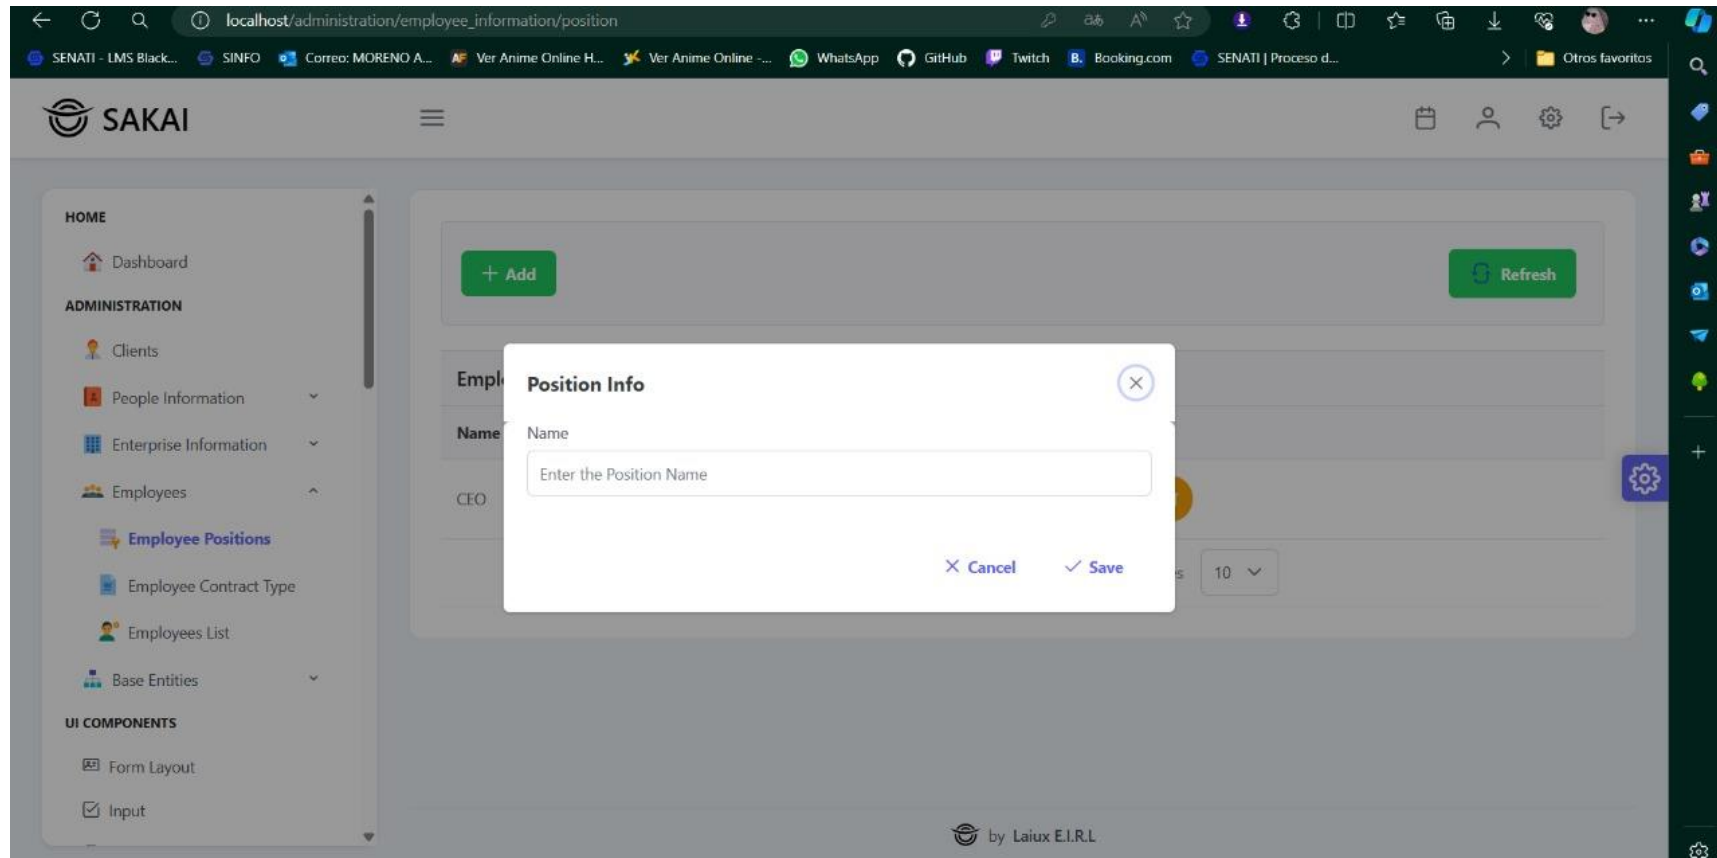 localhost/administration/employee_information/position
SENATI - LMS Black... SINFO Correo: MORENO A... Ver Anime Online H... Ver Anime Online -... WhatsApp GitHub Twitch Booking.com SENATI | Proceso d... Otros favoritos
SAKAI
HOME
Dashboard
ADMINISTRATION
Clients
People Information
Enterprise Information
Employees
Employee Positions
Employee Contract Type
Employees List
Base Entities
UI COMPONENTS
Form Layout
Input
+ Add
Refresh
Name
CEO
10
Position Info
Name
Enter the Position Name
Cancel
Save
by Laiux E.I.R.L